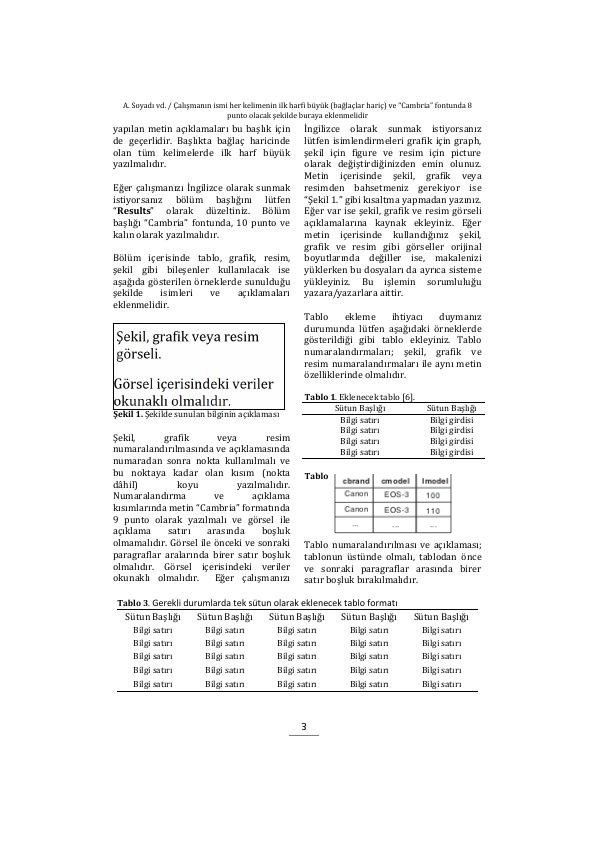 A. Soyadı vd. / Çalışmanın ismi her kelimenin ilk harfi büyük (bağlaçlar hariç) ve "Cambria" fontunda 8
punto olacak şekilde buraya eklenmelidir
yapılan metin açıklamaları bu başlık için
de geçerlidir. Başlıkta bağlaç haricinde
olan tüm kelimelerde ilk harf büyük
yazılmalıdır.
Eğer çalışmanızı İngilizce olarak sunmak
istiyorsanız bölüm başlığını lütfen
"Results" olarak düzeltiniz. Bölüm
başlığı "Cambria" fontunda, 10 punto ve
kalın olarak yazılmalıdır.
Bölüm içerisinde tablo, grafik, resim,
şekil gibi bileşenler kullanılacak ise
aşağıda gösterilen örneklerde sunulduğu
şekilde isimleri ve açıklamaları
eklenmelidir.
Şekil, grafik veya resim
görseli.
Görsel içerisindeki veriler
okunaklı olmalıdır.
Şekil 1. Şekilde sunulan bilginin açıklaması
Şekil, grafik veya resim
numaralandırılmasında ve açıklamasında
numaradan sonra nokta kullanılmalı ve
bu noktaya kadar olan kısım (nokta
dâhil) koyu yazılmalıdır.
Numaralandırma ve açıklama
kısımlarında metin "Cambria" formatında
9 punto olarak yazılmalı ve görsel ile
açıklama satırı arasında boşluk
olmamalıdır. Görsel ile önceki ve sonraki
paragraflar aralarında birer satır boşluk
olmalıdır. Görsel içerisindeki veriler
okunaklı olmalıdır. Eğer çalışmanızı
İngilizce olarak sunmak istiyorsanız
lütfen isimlendirmeleri grafik için graph,
şekil için figure ve resim için picture
olarak değiştirdiğinizden emin olunuz.
Metin içerisinde şekil, grafik veya
resimden bahsetmeniz gerekiyor ise
"Şekil 1." gibi kısaltma yapmadan yazınız.
Eğer var ise şekil, grafik ve resim görseli
açıklamalarına kaynak ekleyiniz. Eğer
metin içerisinde kullandığınız şekil,
grafik ve resim gibi görseller orijinal
boyutlarında değiller ise, makalenizi
yüklerken bu dosyaları da ayrıca sisteme
yükleyiniz. Bu işlemin sorumluluğu
yazara/yazarlara aittir.
Tablo ekleme ihtiyacı duymanız
durumunda lütfen aşağıdaki örneklerde
gösterildiği gibi tablo ekleyiniz. Tablo
numaralandırmaları; şekil, grafik ve
resim numaralandırmaları ile aynı metin
özelliklerinde olmalıdır.
Tablo 1. Eklenecek tablo [6].
Sütun Başlığı Sütun Başlığı
Bilgi satırı Bilgi girdisi
Bilgi satırı Bilgi girdisi
Bilgi satırı Bilgi girdisi
Bilgi satırı Bilgi girdisi
Tablo
cbrand cmodel lmodel
Canon EOS-3 100
Canon EOS-3 110
... ... ...
Tablo numaralandırılması ve açıklaması;
tablonun üstünde olmalı, tablodan önce
ve sonraki paragraflar arasında birer
satır boşluk bırakılmalıdır.
Tablo 3. Gerekli durumlarda tek sütun olarak eklenecek tablo formatı
Sütun Başlığı Sütun Başlığı Sütun Başlığı Sütun Başlığı Sütun Başlığı
Bilgi satırı Bilgi satırı Bilgi satırı Bilgi satırı Bilgi satırı
Bilgi satırı Bilgi satırı Bilgi satırı Bilgi satırı Bilgi satırı
Bilgi satırı Bilgi satırı Bilgi satırı Bilgi satırı Bilgi satırı
Bilgi satırı Bilgi satırı Bilgi satırı Bilgi satırı Bilgi satırı
Bilgi satırı Bilgi satırı Bilgi satırı Bilgi satırı Bilgi satırı
3